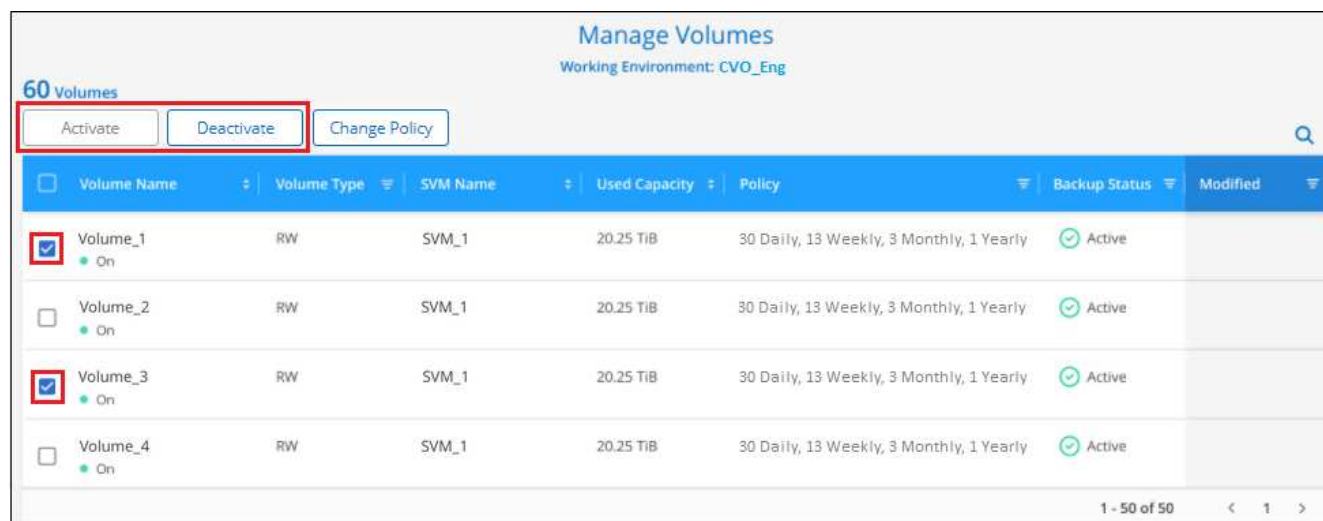 Manage Volumes
Working Environment: CVO_Eng
60 Volumes
Activate Deactivate Change Policy
Volume Name Volume Type SVM Name Used Capacity Policy Backup Status Modified
Volume_1 RW SVM_1 20.25 TiB 30 Daily, 13 Weekly, 3 Monthly, 1 Yearly Active
On
Volume_2 RW SVM_1 20.25 TiB 30 Daily, 13 Weekly, 3 Monthly, 1 Yearly Active
On
Volume_3 RW SVM_1 20.25 TiB 30 Daily, 13 Weekly, 3 Monthly, 1 Yearly Active
On
Volume_4 RW SVM_1 20.25 TiB 30 Daily, 13 Weekly, 3 Monthly, 1 Yearly Active
On
1 - 50 of 50 < 1 >